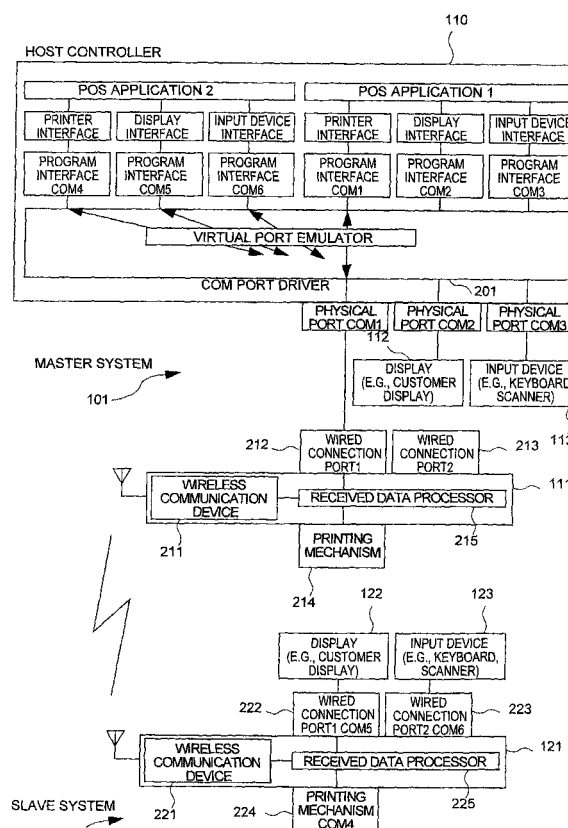 110
HOST CONTROLLER
POS APPLICATION 2
POS APPLICATION 1
PRINTER
INTERFACE
DISPLAY
INTERFACE
INPUT DEVICE
INTERFACE
PRINTER
INTERFACE
DISPLAY
INTERFACE
INPUT DEVICE
INTERFACE
PROGRAM
INTERFACE
COM4
PROGRAM
INTERFACE
COM5
PROGRAM
INTERFACE
COM6
PROGRAM
INTERFACE
COM1
PROGRAM
INTERFACE
COM2
PROGRAM
INTERFACE
COM3
VIRTUAL PORT EMULATOR
COM PORT DRIVER
201
PHYSICAL
PORT COM1
PHYSICAL
PORT COM2
PHYSICAL
PORT COM3
112
MASTER SYSTEM
101
DISPLAY
(E.G., CUSTOMER
DISPLAY)
INPUT DEVICE
(E.G., KEYBOARD,
SCANNER)
113
212
WIRED
CONNECTION
PORT1
WIRED
CONNECTION
PORT2
213
111
WIRELESS
COMMUNICATION
DEVICE
RECEIVED DATA PROCESSOR
211
215
PRINTING
MECHANISM
214
122
123
DISPLAY
(E.G., CUSTOMER
DISPLAY)
INPUT DEVICE
(E.G., KEYBOARD,
SCANNER)
222
WIRED
CONNECTION
PORT1 COM5
WIRED
CONNECTION
PORT2 COM6
223
121
WIRELESS
COMMUNICATION
DEVICE
RECEIVED DATA PROCESSOR
221
225
PRINTING
MECHANISM
COM4
224
SLAVE SYSTEM